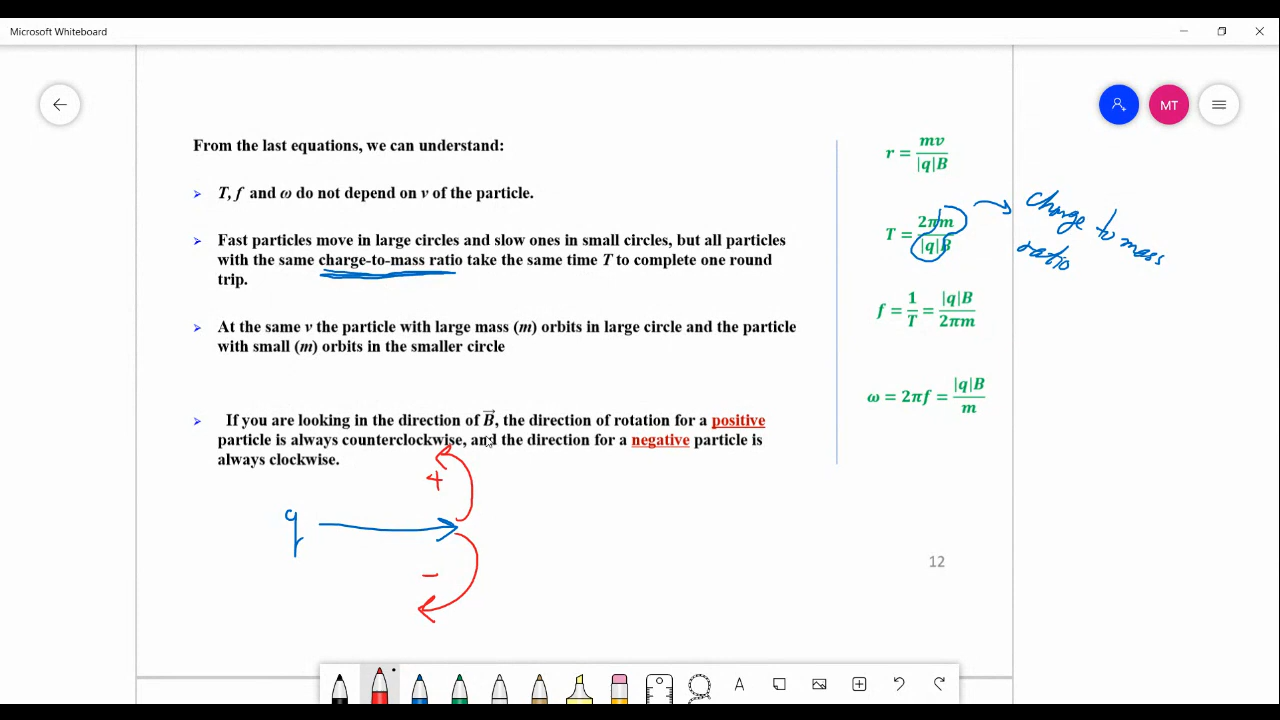 Microsoft Whiteboard
MT
From the last equations, we can understand:
➢ T, f and ω do not depend on v of the particle.
➢ Fast particles move in large circles and slow ones in small circles, but all particles
with the same charge-to-mass ratio take the same time T to complete one round
trip.
➢ At the same v the particle with large mass (m) orbits in large circle and the particle
with small (m) orbits in the smaller circle
➢ If you are looking in the direction of B⃗, the direction of rotation for a positive
particle is always counterclockwise, and the direction for a negative particle is
always clockwise.
+
q
−
r = mv / |q|B
T = 2πm / |q|B
charge to mass
ratio
f = 1/T = |q|B / 2πm
ω = 2πf = |q|B / m
12
A